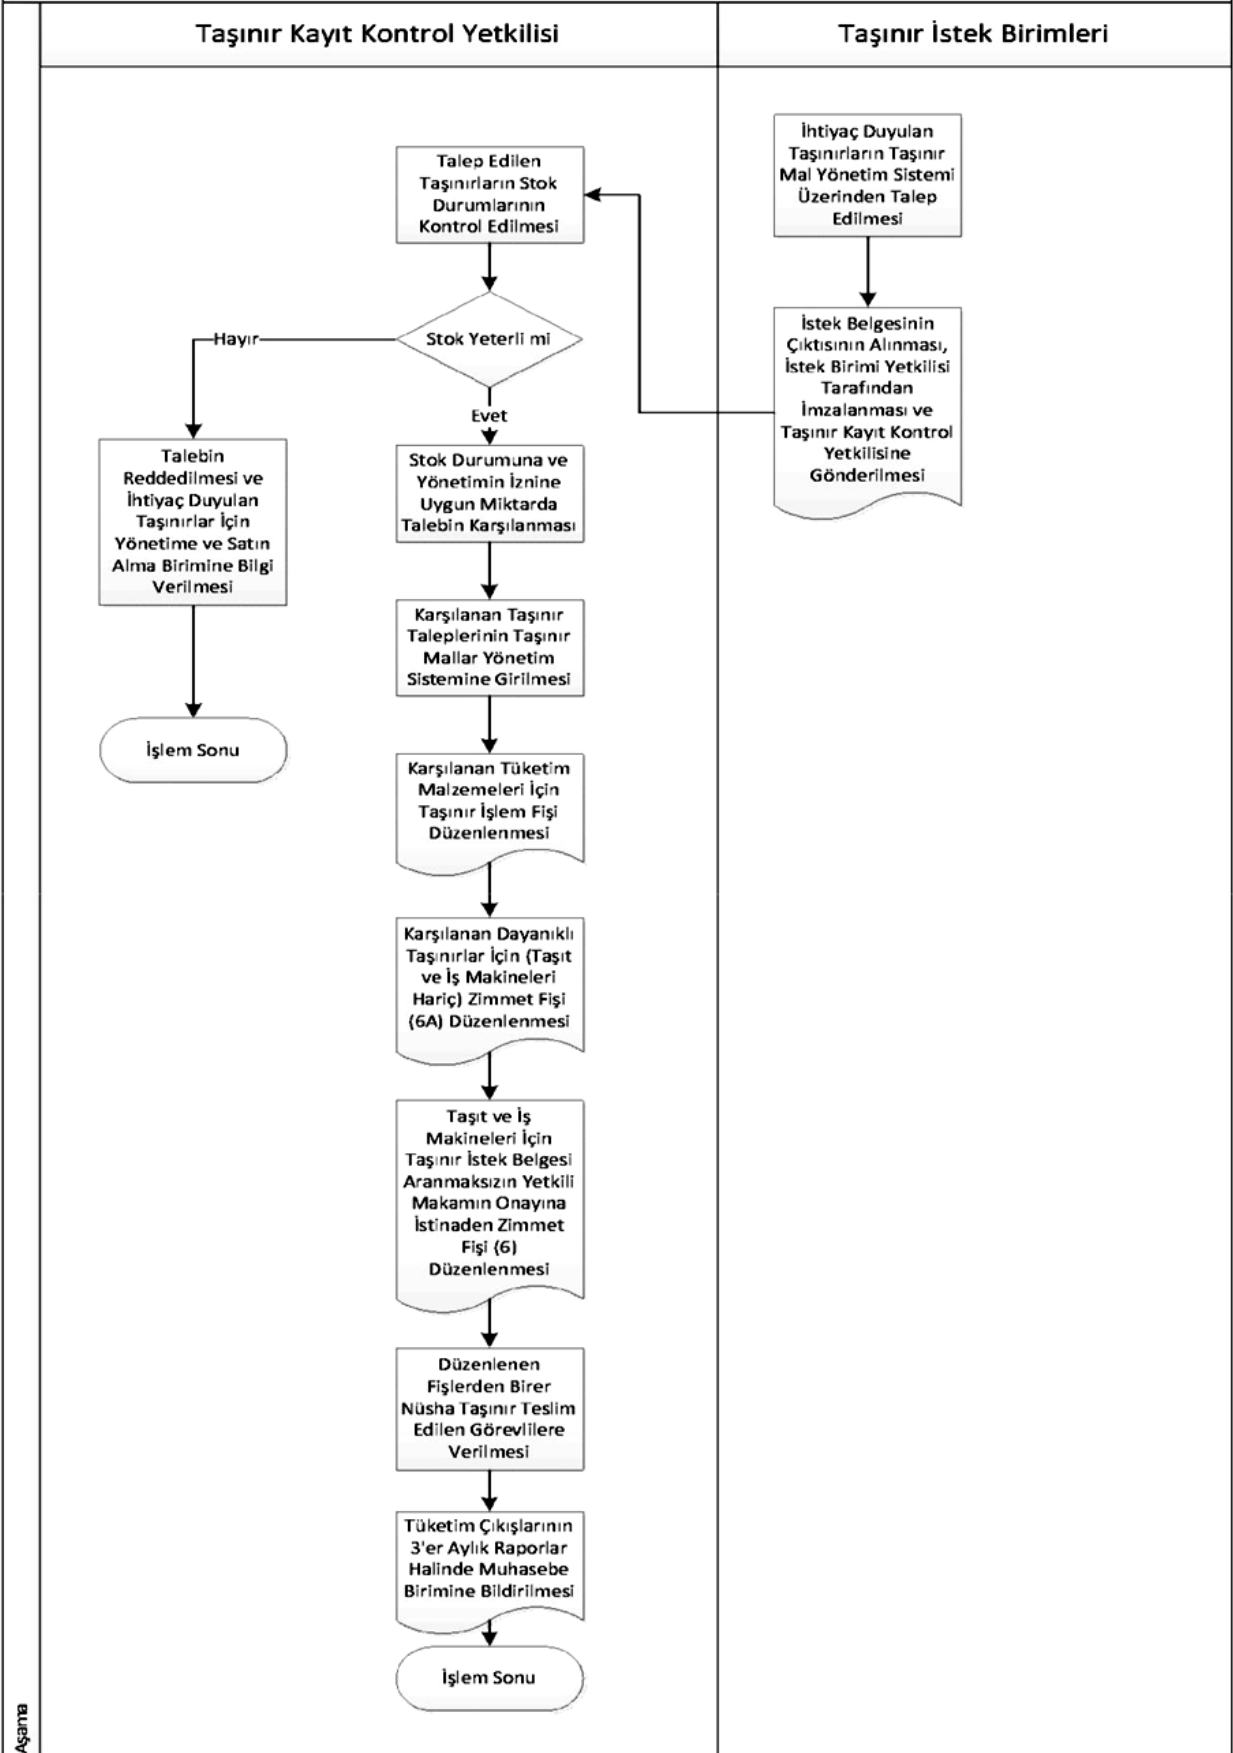 Taşınır Kayıt Kontrol Yetkilisi
Taşınır İstek Birimleri
İhtiyaç Duyulan
Taşınırların Taşınır
Mal Yönetim Sistemi
Üzerinden Talep
Edilmesi
İstek Belgesinin
Çıktısının Alınması,
İstek Birimi Yetkilisi
Tarafından
İmzalanması ve
Taşınır Kayıt Kontrol
Yetkilisine
Gönderilmesi
Talep Edilen
Taşınırların Stok
Durumlarının
Kontrol Edilmesi
Stok Yeterli mi
Hayır
Evet
Talebin
Reddedilmesi ve
İhtiyaç Duyulan
Taşınırlar İçin
Yönetime ve Satın
Alma Birimine Bilgi
Verilmesi
İşlem Sonu
Stok Durumuna ve
Yönetimin İznine
Uygun Miktarda
Talebin Karşılanması
Karşılanan Taşınır
Taleplerinin Taşınır
Mallar Yönetim
Sistemine Girilmesi
Karşılanan Tüketim
Malzemeleri İçin
Taşınır İşlem Fişi
Düzenlenmesi
Karşılanan Dayanıklı
Taşınırlar İçin (Taşıt
ve İş Makineleri
Hariç) Zimmet Fişi
(6A) Düzenlenmesi
Taşıt ve İş
Makineleri İçin
Taşınır İstek Belgesi
Aranmaksızın Yetkili
Makamın Onayına
İstinaden Zimmet
Fişi (6)
Düzenlenmesi
Düzenlenen
Fişlerden Birer
Nüsha Taşınır Teslim
Edilen Görevlilere
Verilmesi
Tüketim Çıkışlarının
3'er Aylık Raporlar
Halinde Muhasebe
Birimine Bildirilmesi
İşlem Sonu
Aşama